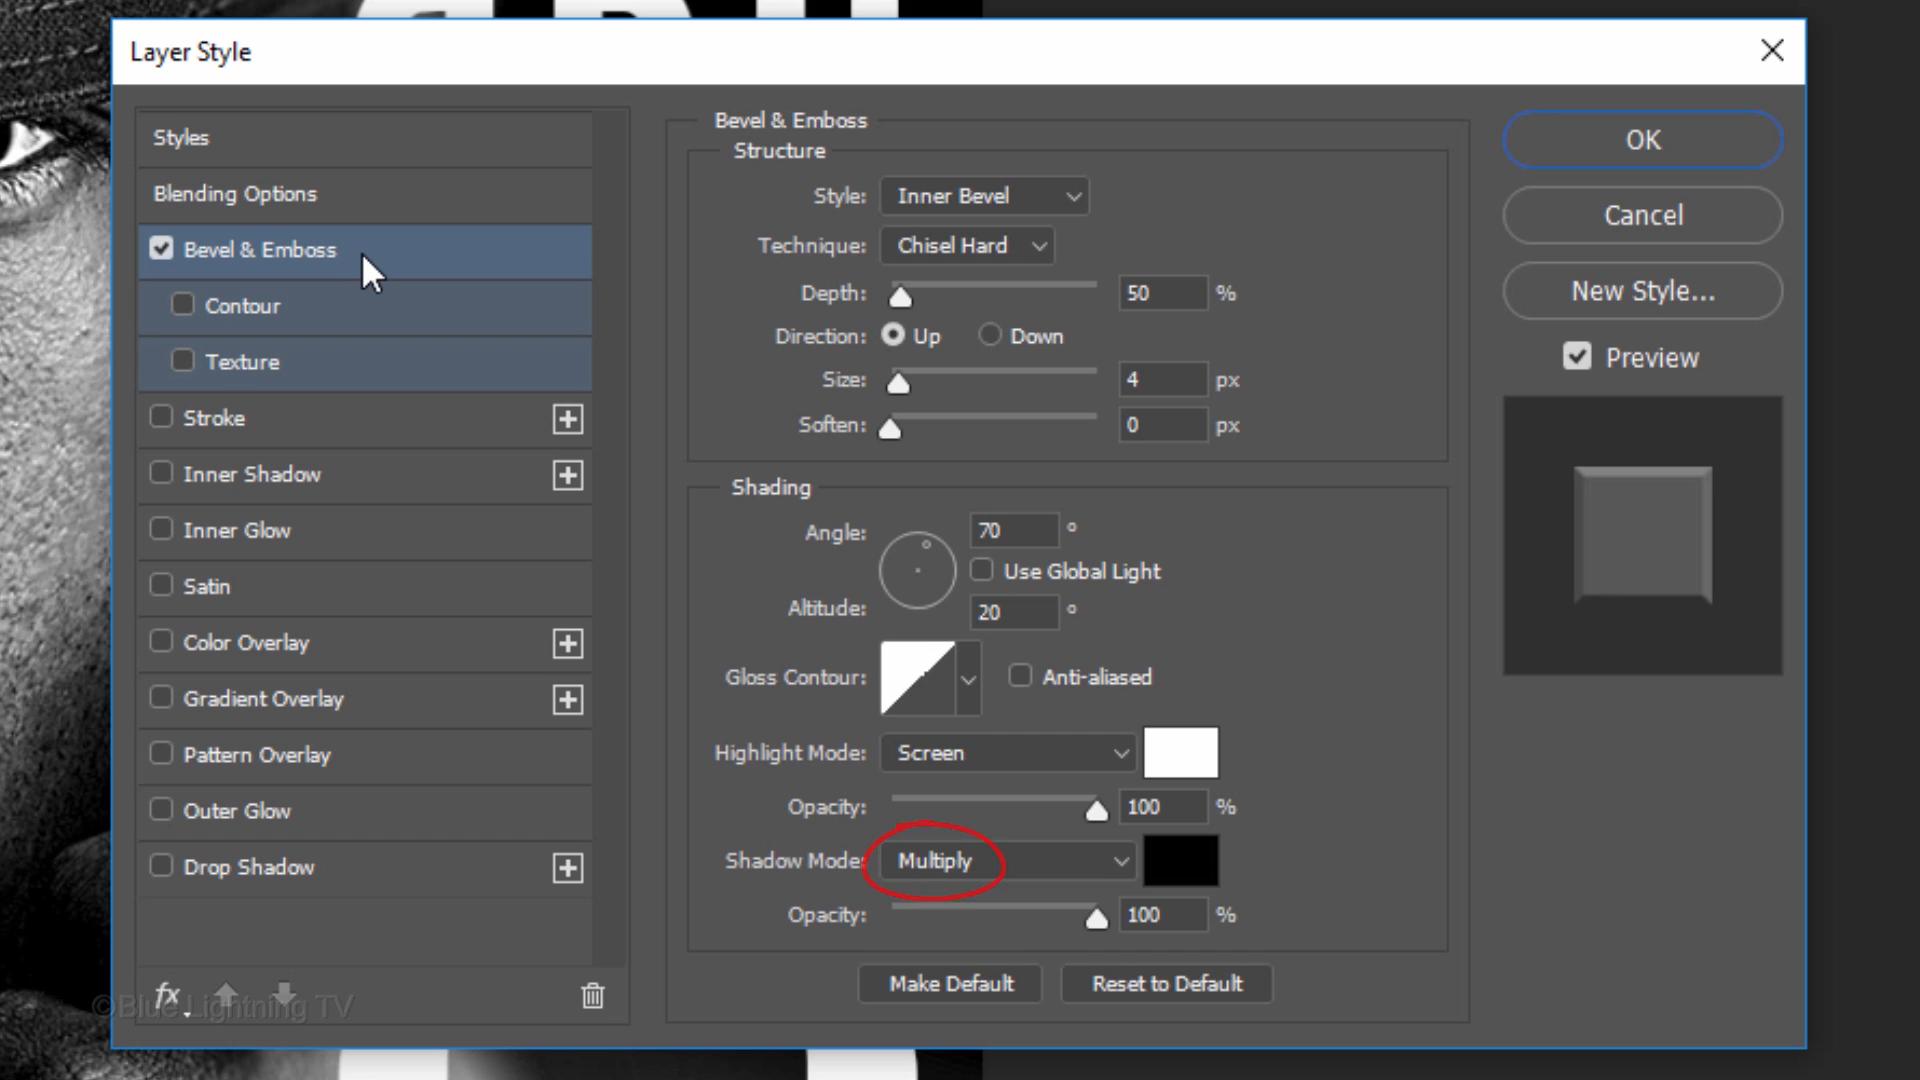 Layer Style
Styles
Blending Options
Bevel & Emboss
Contour
Texture
Stroke
Inner Shadow
Inner Glow
Satin
Color Overlay
Gradient Overlay
Pattern Overlay
Outer Glow
Drop Shadow
fx
©Blue Lightning TV
Bevel & Emboss
Structure
Style: Inner Bevel
Technique: Chisel Hard
Depth: 50 %
Direction: Up Down
Size: 4 px
Soften: 0 px
Shading
Angle: 70 °
Use Global Light
Altitude: 20 °
Gloss Contour: Anti-aliased
Highlight Mode: Screen
Opacity: 100 %
Shadow Mode: Multiply
Opacity: 100 %
Make Default Reset to Default
OK
Cancel
New Style...
Preview